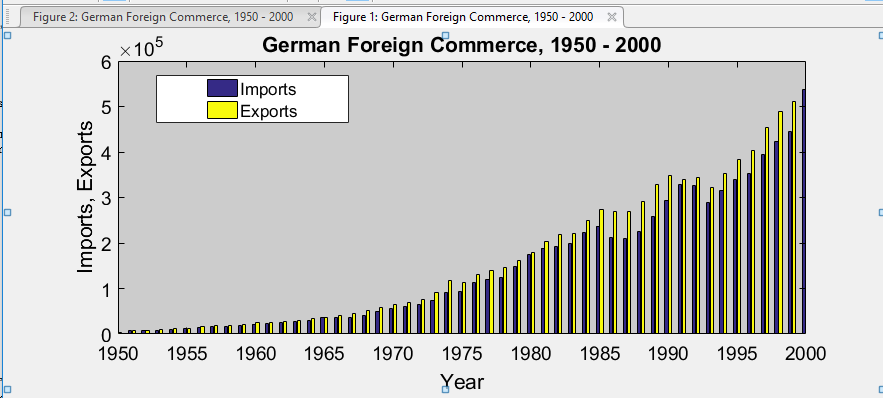 Figure 2: German Foreign Commerce, 1950 - 2000
Figure 1: German Foreign Commerce, 1950 - 2000
German Foreign Commerce, 1950 - 2000
×10⁵
6
5
4
3
2
1
0
Imports, Exports
Imports
Exports
1950 1955 1960 1965 1970 1975 1980 1985 1990 1995 2000
Year